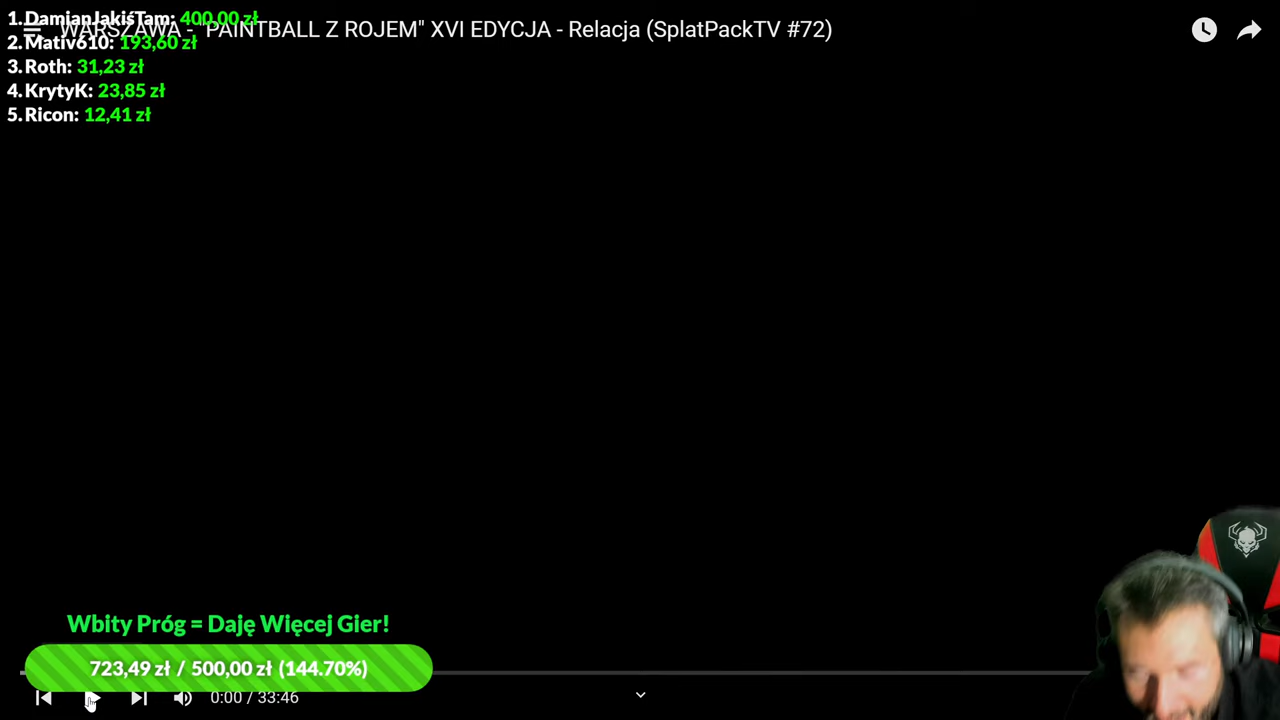 1. DamianJakiśTam: 400,00 zł
WARSZAWA - "PAINTBALL Z ROJEM" XVI EDYCJA - Relacja (SplatPackTV #72)
2. Mativ610: 193,60 zł
3. Roth: 31,23 zł
4. KrytyK: 23,85 zł
5. Ricon: 12,41 zł
Wbity Próg = Daję Więcej Gier!
723,49 zł / 500,00 zł (144.70%)
0:00 / 33:46